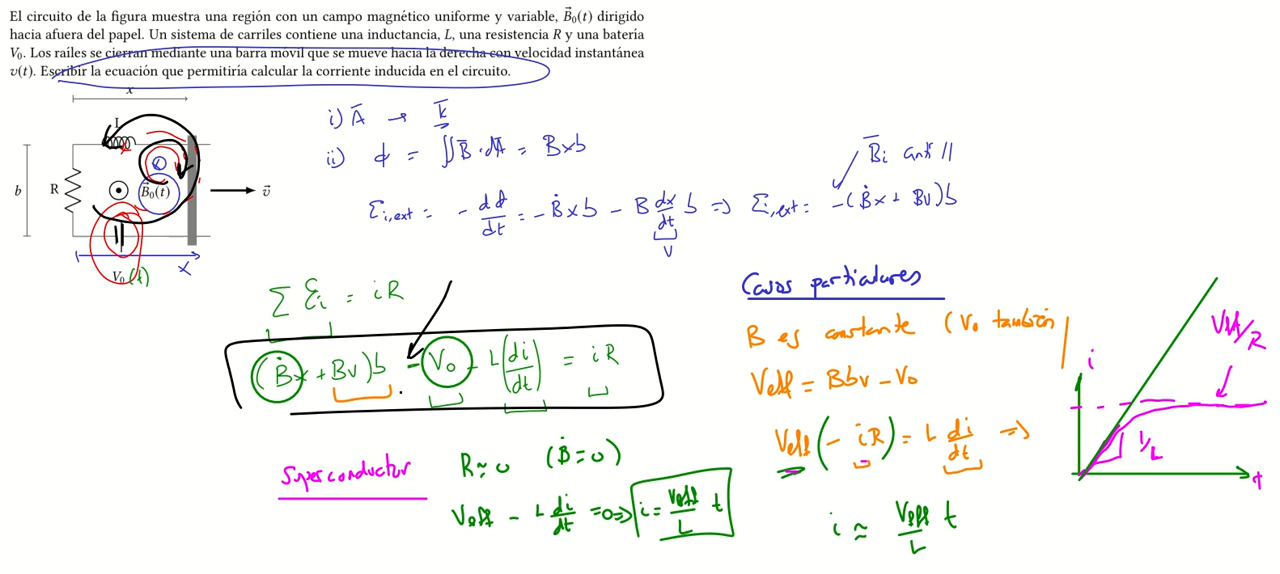 El circuito de la figura muestra una región con un campo magnético uniforme y variable, B⃗₀(t) dirigido
hacia afuera del papel. Un sistema de carriles contiene una inductancia, L, una resistencia R y una batería
V₀. Los raíles se cierran mediante una barra móvil que se mueve hacia la derecha con velocidad instantánea
v(t). Escribir la ecuación que permitiría calcular la corriente inducida en el circuito.
x
L
b
R
B⃗₀(t)
v⃗
V₀(t)
x
i) A̅ → k̅
ii) ϕ = ∬B̅·dA̅ = Bxb
B̅i anti ||
Ɛi,ext = - dϕ/dt = -Ḃxb - B dx/dt b ⇒ Ɛi,ext = -(Ḃx + Bv)b
v
∑ Ɛi = iR
(Ḃx + Bv)b - V₀ - L(di/dt) = iR
Superconductor
R ≃ 0 (Ḃ = 0)
Veff - L di/dt = 0 ⇒ i = Veff/L t
Casos particulares
B es constante (V₀ también)
Veff = Bbv - V₀
Veff (- iR) = L di/dt ⇒
i ≃ Veff/L t
i
Veff/R
1/L
t